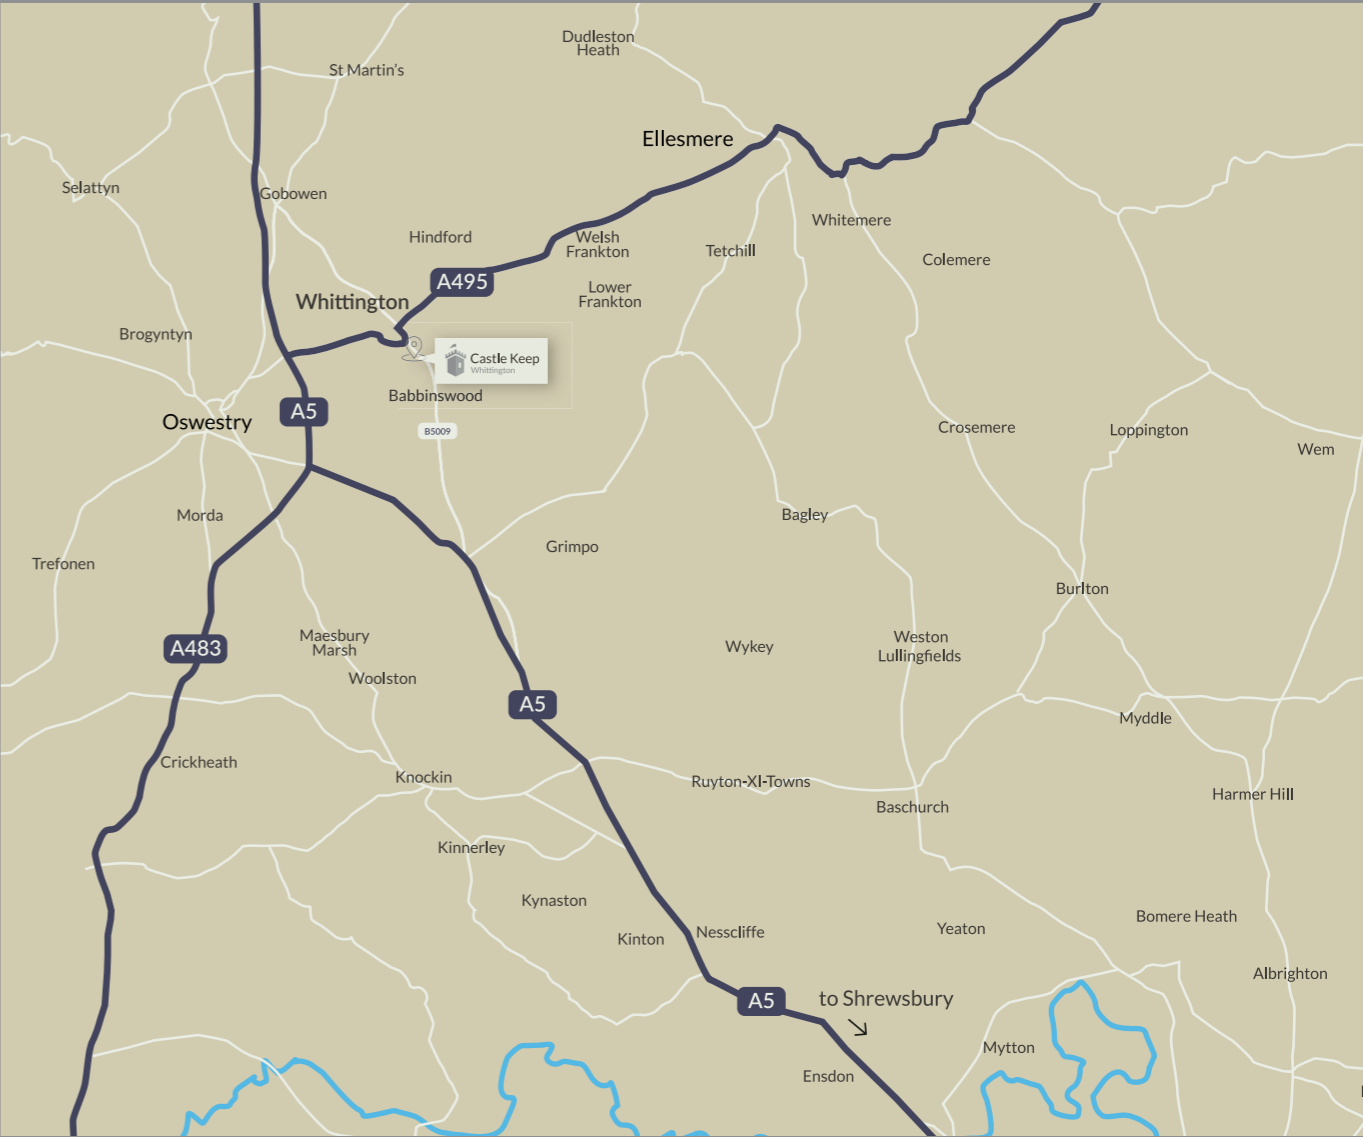 Dudleston
Heath
St Martin's
Ellesmere
Selattyn
Gobowen
Whitemere
Hindford
Welsh
Frankton
Tetchill
Colemere
A495
Lower
Frankton
Whittington
Brogyntyn
Castle Keep
Whittington
Babbinswood
A5
Oswestry
B5009
Crosemere
Loppington
Wem
Morda
Bagley
Grimpo
Trefonen
Burlton
Maesbury
Marsh
A483
Wykey
Weston
Lullingfields
Woolston
A5
Myddle
Crickheath
Knockin
Ruyton-XI-Towns
Baschurch
Harmer Hill
Kinnerley
Kynaston
Bomere Heath
Kinton
Nesscliffe
Yeaton
Albrighton
A5
to Shrewsbury
Mytton
Ensdon